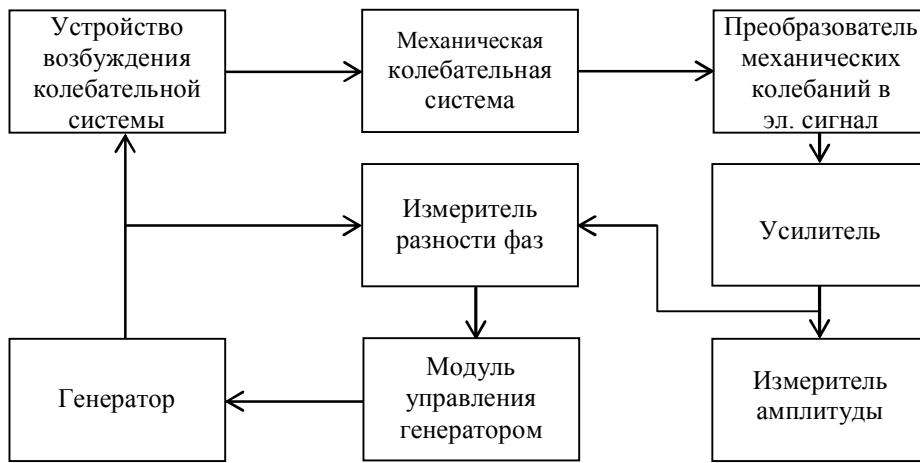 Устройство
возбуждения
колебательной
системы
Механическая
колебательная
система
Преобразователь
механических
колебаний в
эл. сигнал
Измеритель
разности фаз
Усилитель
Генератор
Модуль
управления
генератором
Измеритель
амплитуды